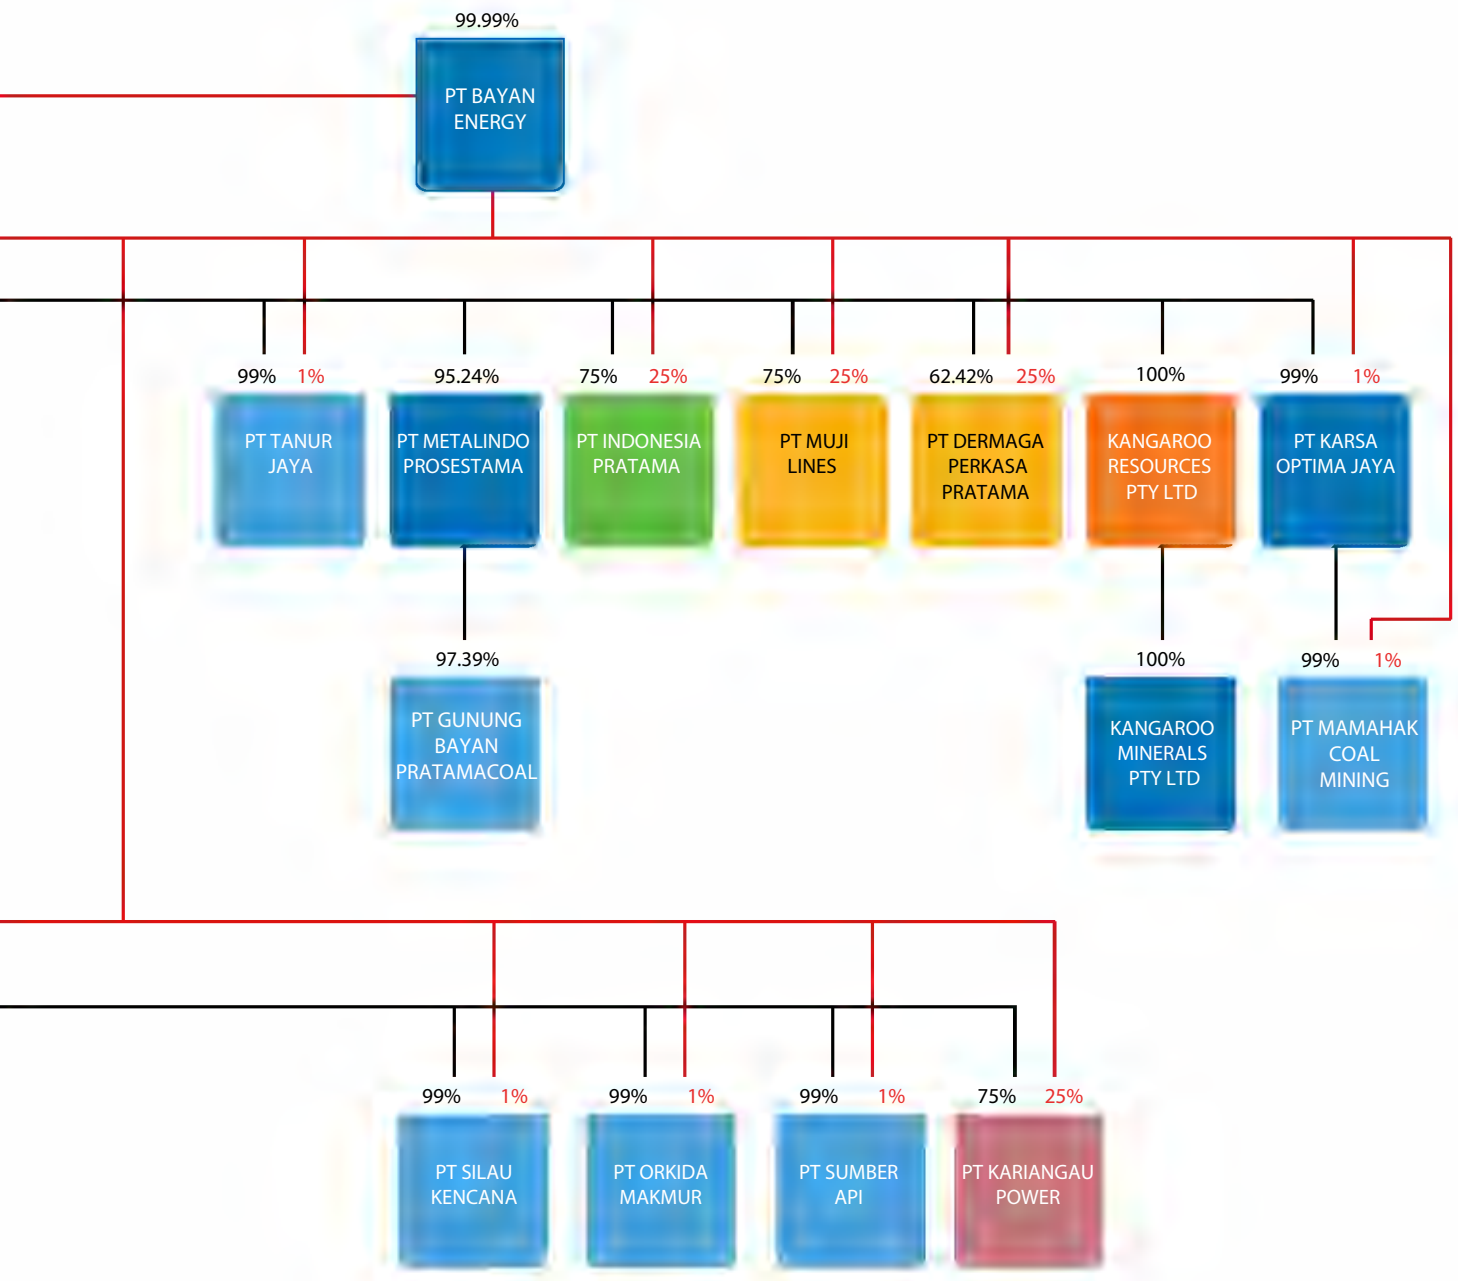 99.99%
PT BAYAN
ENERGY
99% 1%
95.24%
75% 25%
75% 25%
62.42% 25%
100%
99% 1%
PT TANUR
JAYA
PT METALINDO
PROSESTAMA
PT INDONESIA
PRATAMA
PT MUJI
LINES
PT DERMAGA
PERKASA
PRATAMA
KANGAROO
RESOURCES
PTY LTD
PT KARSA
OPTIMA JAYA
97.39%
100%
99% 1%
PT GUNUNG
BAYAN
PRATAMACOAL
KANGAROO
MINERALS
PTY LTD
PT MAMAHAK
COAL
MINING
99% 1%
99% 1%
99% 1%
75% 25%
PT SILAU
KENCANA
PT ORKIDA
MAKMUR
PT SUMBER
API
PT KARIANGAU
POWER